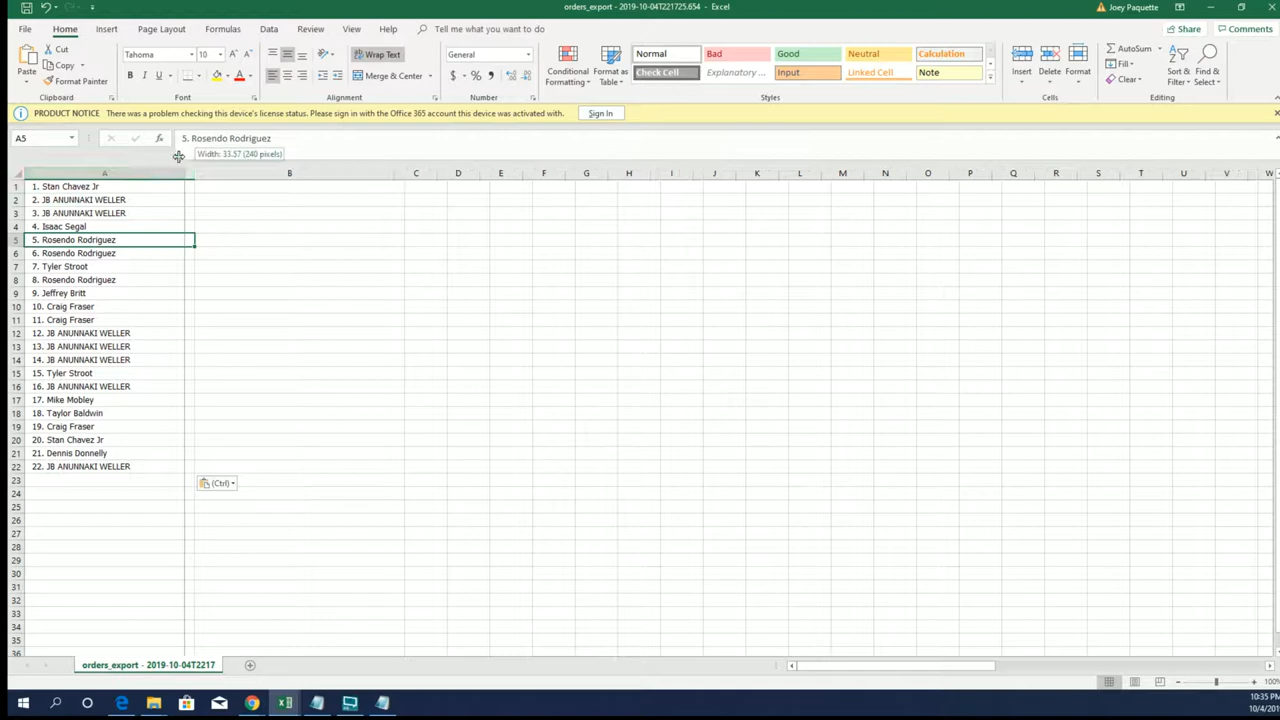 orders_export - 2019-10-04T221725.654 - Excel
Joey Paquette
File Home Insert Page Layout Formulas Data Review View Help Tell me what you want to do
Share Comments
Paste
Cut
Copy
Format Painter
Clipboard
Tahoma 10
B I U
Font
Wrap Text
Merge & Center
Alignment
General
$ % ,
Number
Conditional Formatting
Format as Table
Normal Bad Good Neutral Calculation
Check Cell Explanatory ... Input Linked Cell Note
Styles
Insert Delete Format
Cells
AutoSum
Fill
Clear
Sort & Filter
Find & Select
Editing
PRODUCT NOTICE There was a problem checking this device's license status. Please sign in with the Office 365 account this device was activated with. Sign In
A5 fx 5. Rosendo Rodriguez
Width: 33.57 (240 pixels)
A B C D E F G H I J K L M N O P Q R S T U V W
1 1. Stan Chavez Jr
2 2. JB ANUNNAKI WELLER
3 3. JB ANUNNAKI WELLER
4 4. Isaac Segal
5 5. Rosendo Rodriguez
6 6. Rosendo Rodriguez
7 7. Tyler Stroot
8 8. Rosendo Rodriguez
9 9. Jeffrey Britt
10 10. Craig Fraser
11 11. Craig Fraser
12 12. JB ANUNNAKI WELLER
13 13. JB ANUNNAKI WELLER
14 14. JB ANUNNAKI WELLER
15 15. Tyler Stroot
16 16. JB ANUNNAKI WELLER
17 17. Mike Mobley
18 18. Taylor Baldwin
19 19. Craig Fraser
20 20. Stan Chavez Jr
21 21. Dennis Donnelly
22 22. JB ANUNNAKI WELLER
23 (Ctrl)
24
25
26
27
28
29
30
31
32
33
34
35
36
orders_export - 2019-10-04T2217
100%
10:35 PM
10/4/2019